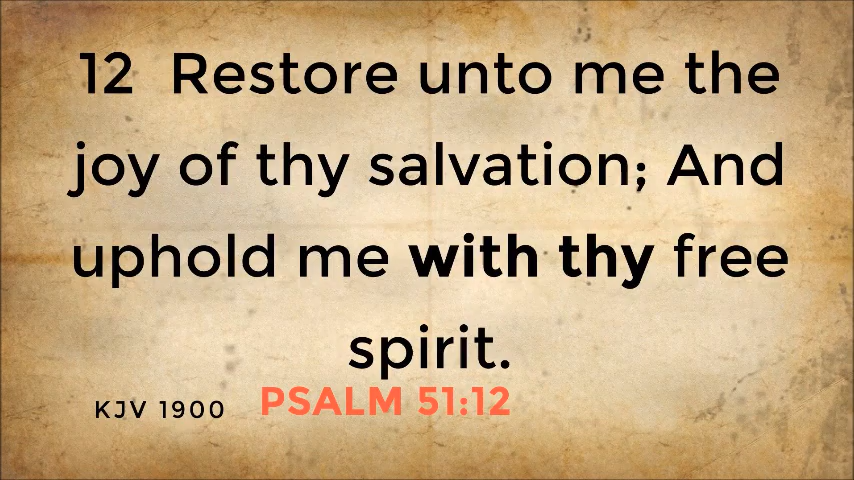 12 Restore unto me the
joy of thy salvation; And
uphold me with thy free
spirit.
KJV 1900 PSALM 51:12